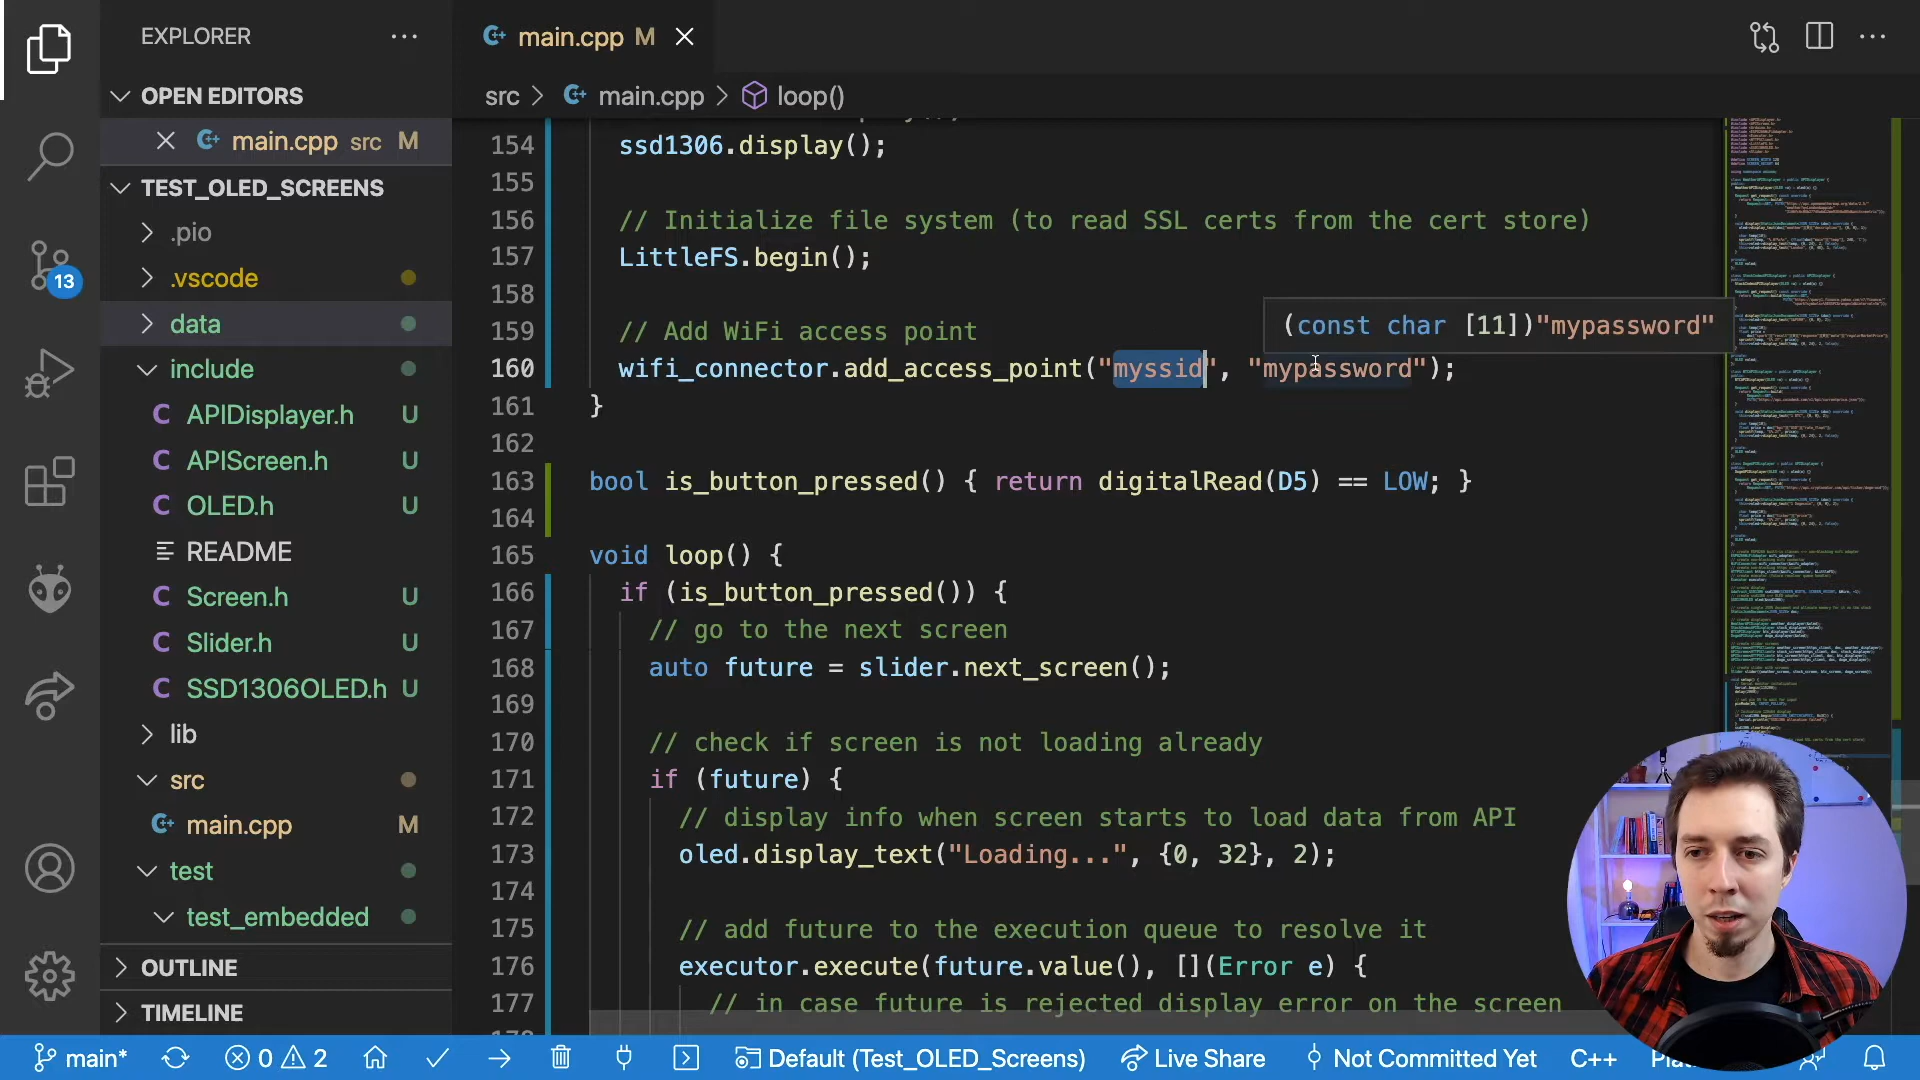 EXPLORER
OPEN EDITORS
main.cpp src M
TEST_OLED_SCREENS
.pio
.vscode
data
include
APIDisplayer.h U
APIScreen.h U
OLED.h U
README
Screen.h U
Slider.h U
SSD1306OLED.h U
lib
src
main.cpp M
test
test_embedded
OUTLINE
TIMELINE
13
main.cpp M
src > main.cpp > loop()
154 ssd1306.display();
155
156 // Initialize file system (to read SSL certs from the cert store)
157 LittleFS.begin();
158
(const char [11])"mypassword"
159 // Add WiFi access point
160 wifi_connector.add_access_point("myssid", "mypassword");
161 }
162
163 bool is_button_pressed() { return digitalRead(D5) == LOW; }
164
165 void loop() {
166 if (is_button_pressed()) {
167 // go to the next screen
168 auto future = slider.next_screen();
169
170 // check if screen is not loading already
171 if (future) {
172 // display info when screen starts to load data from API
173 oled.display_text("Loading...", {0, 32}, 2);
174
175 // add future to the execution queue to resolve it
176 executor.execute(future.value(), [](Error e) {
177 // in case future is rejected display error on the screen
main* 0 2 Default (Test_OLED_Screens) Live Share Not Committed Yet C++